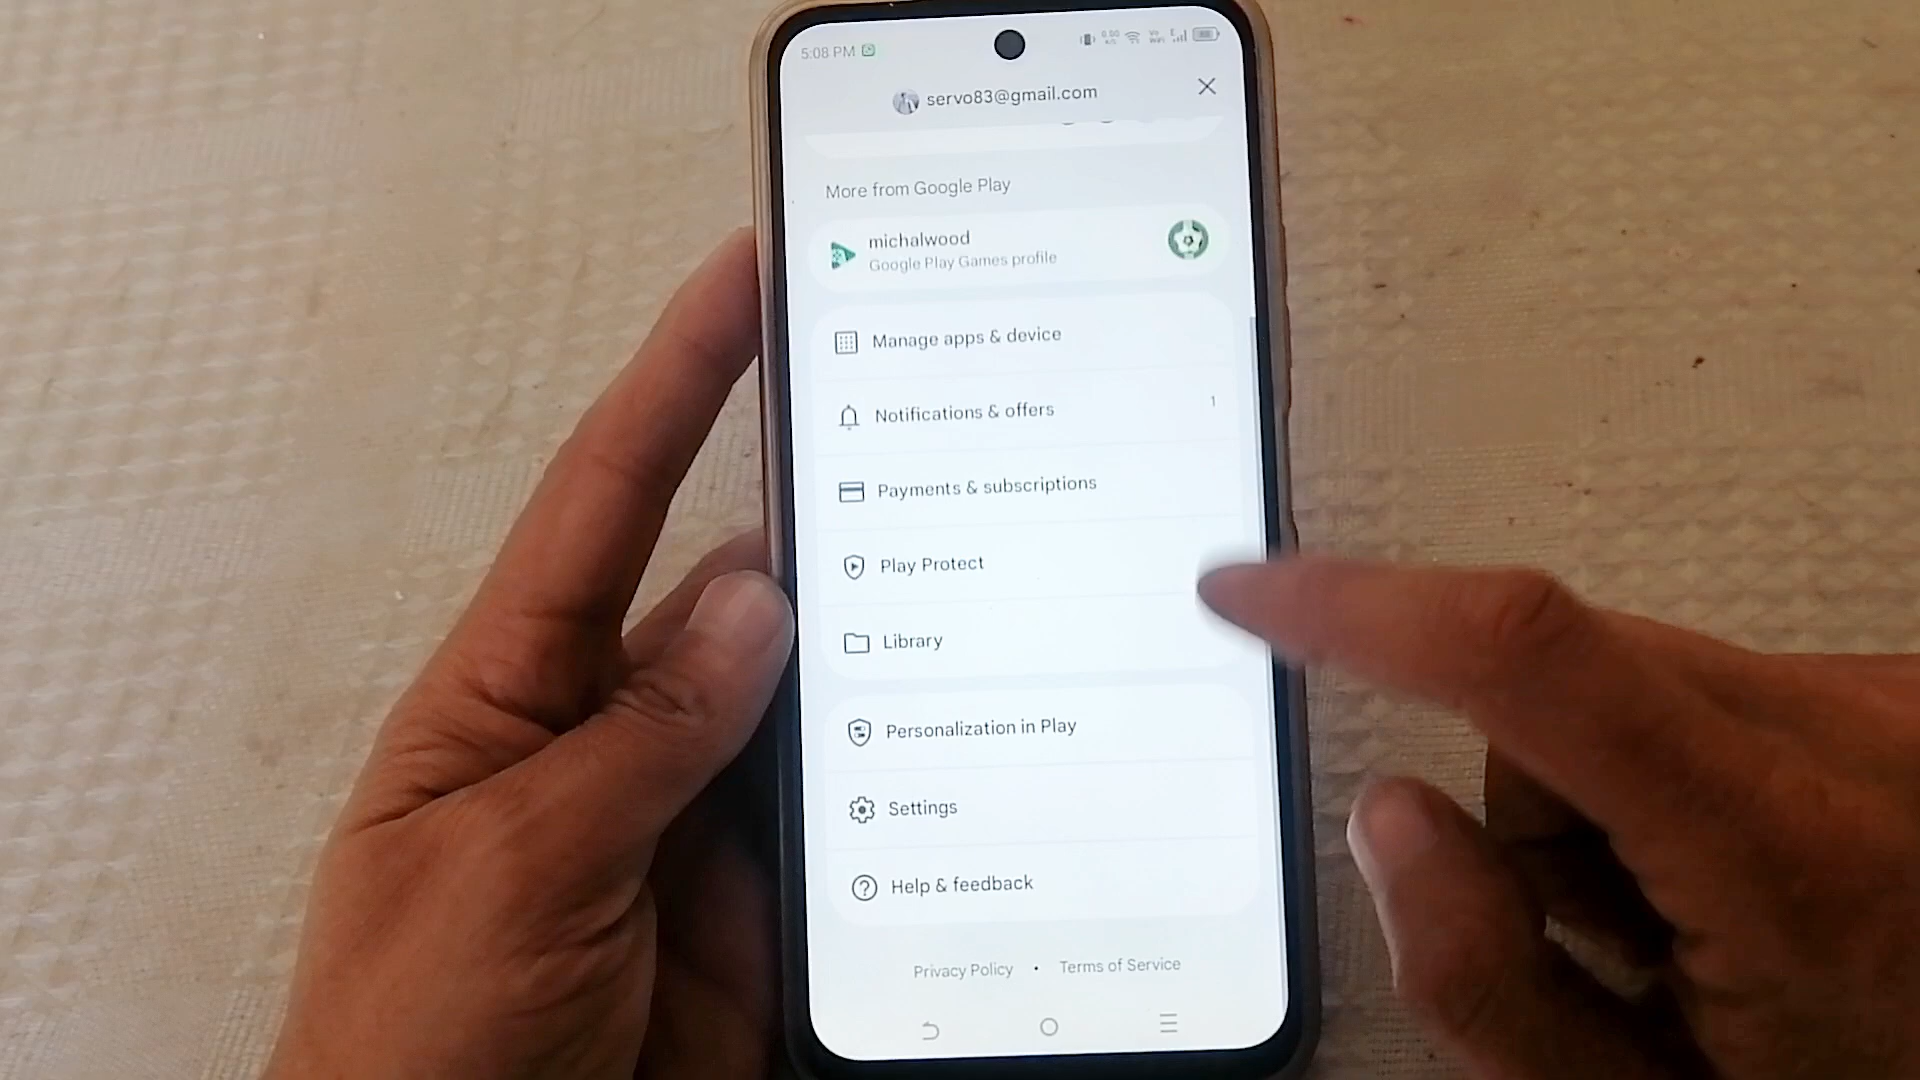 5:08 PM
servo83@gmail.com
More from Google Play
michalwood
Google Play Games profile
Manage apps & device
Notifications & offers 1
Payments & subscriptions
Play Protect
Library
Personalization in Play
Settings
Help & feedback
Privacy Policy • Terms of Service